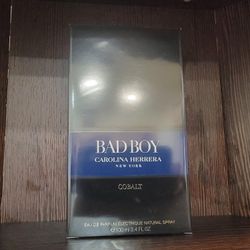 BAD BOY
CAROLINA HERRERA
NEW YORK
COBALT
EAU DE PARFUM ÉLECTRIQUE NATURAL SPRAY
℮ 100 ml 3.4 FL.OZ